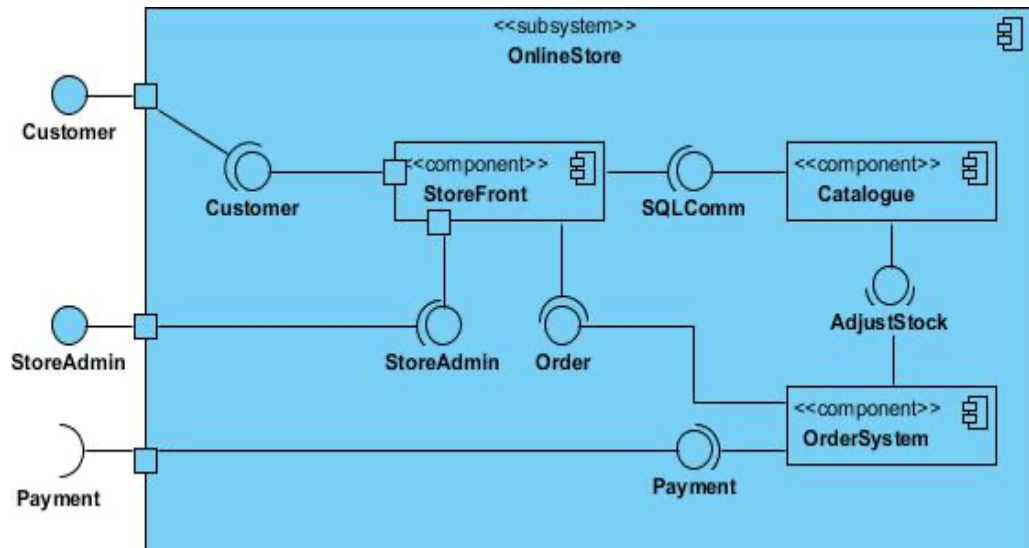 <<subsystem>>
OnlineStore
Customer
<<component>>
StoreFront
Customer
SQLComm
<<component>>
Catalogue
StoreAdmin
StoreAdmin
Order
AdjustStock
<<component>>
OrderSystem
Payment
Payment